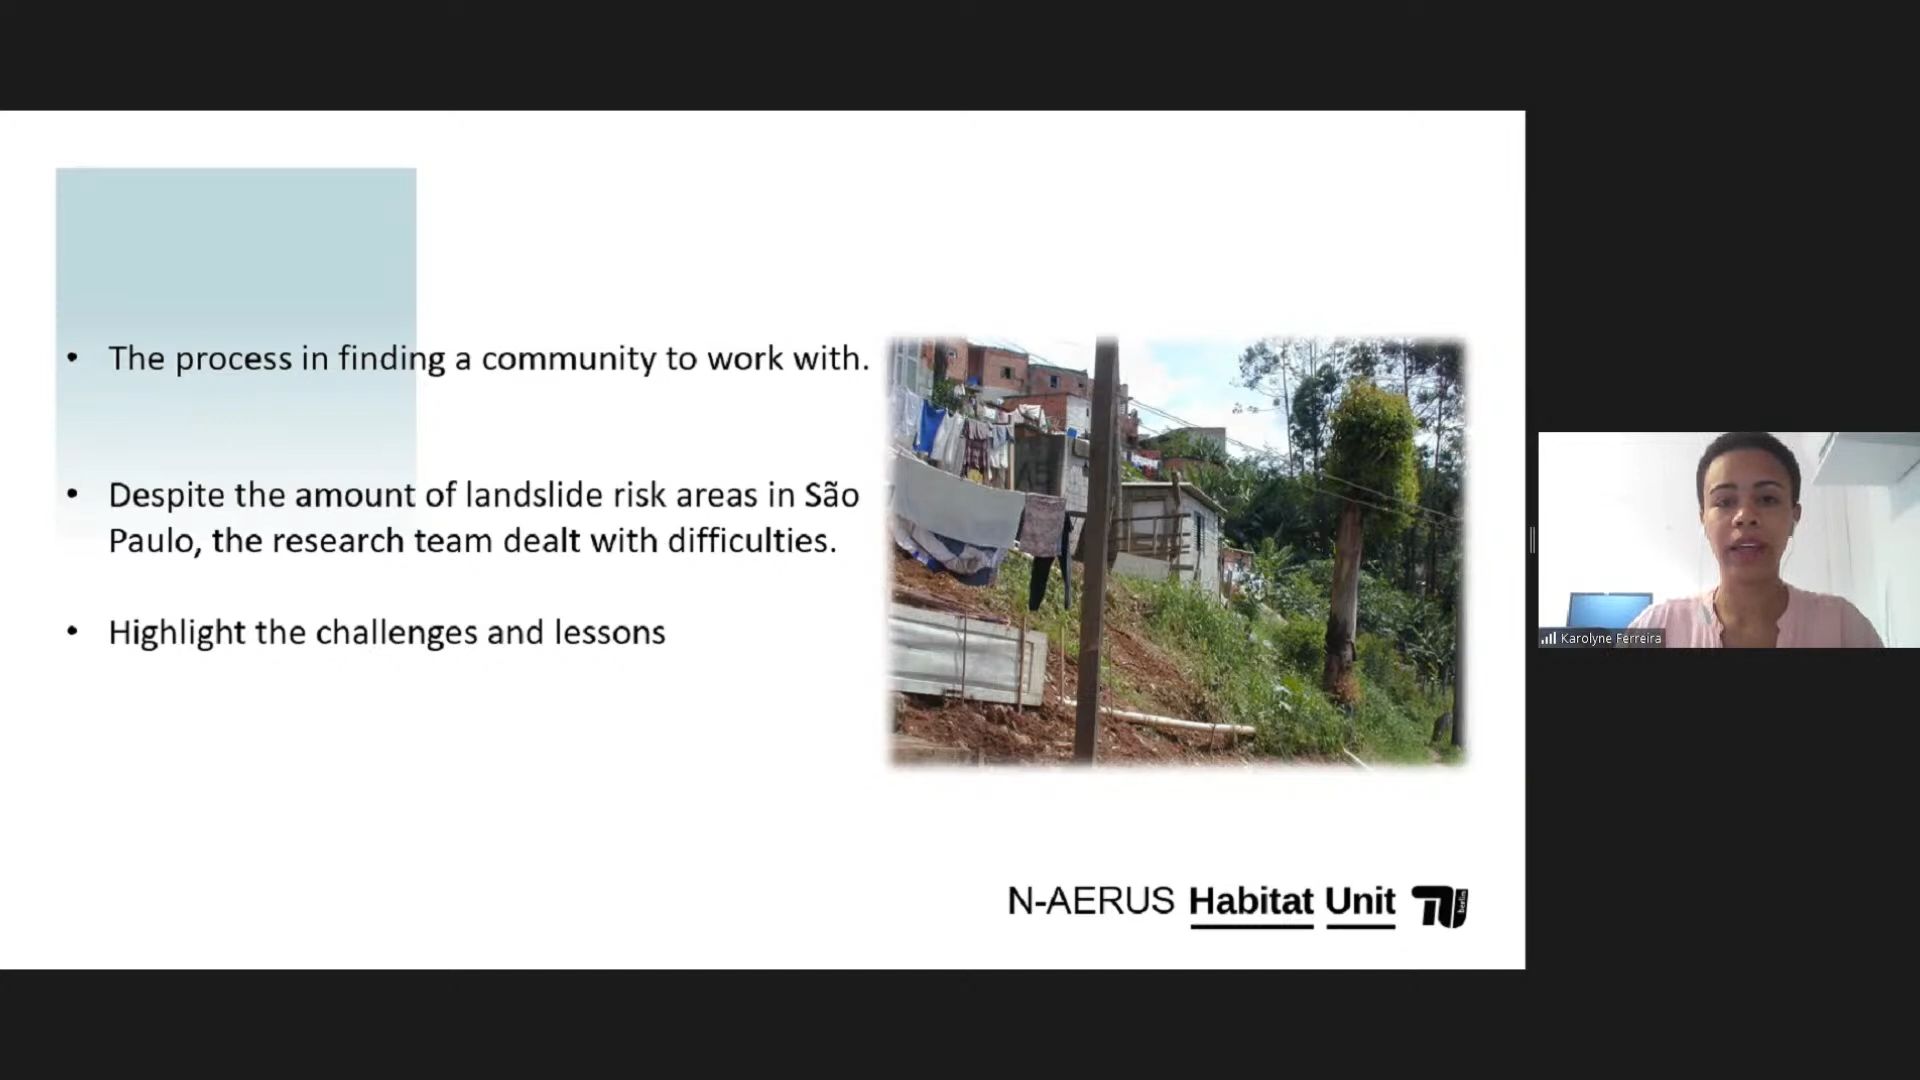 • The process in finding a community to work with.
• Despite the amount of landslide risk areas in São
Paulo, the research team dealt with difficulties.
• Highlight the challenges and lessons
Karolyne Ferreira
N-AERUS Habitat Unit
berlin